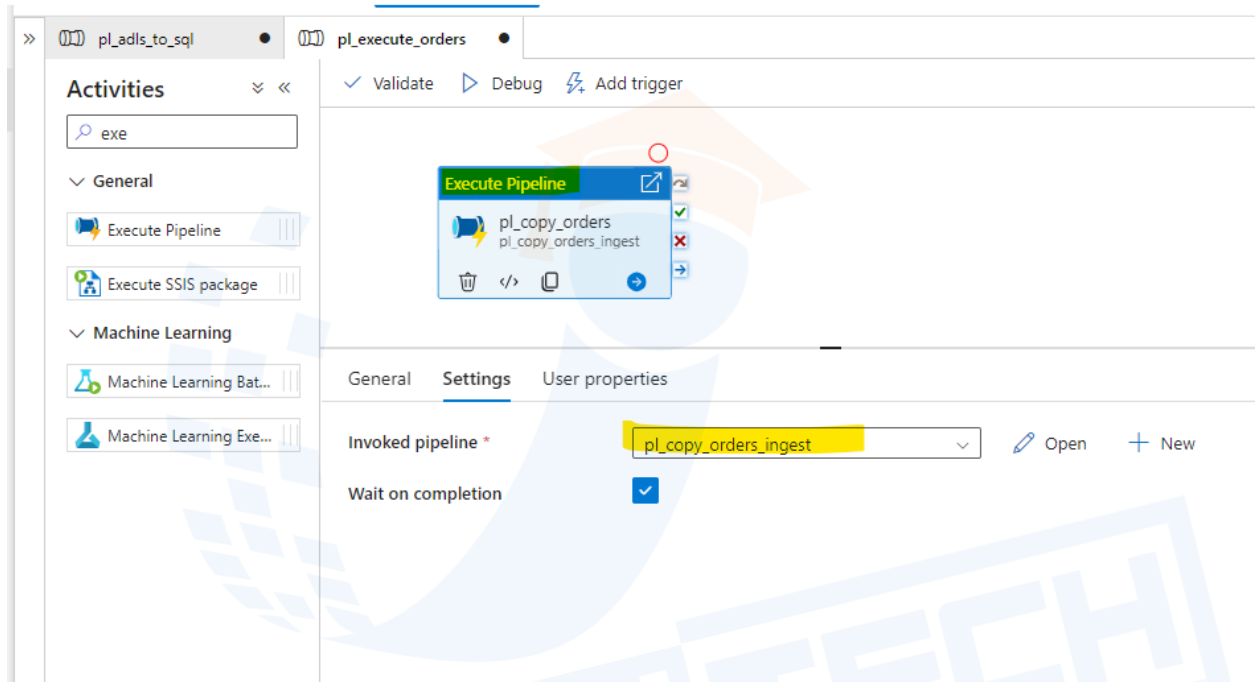 pl_adls_to_sql
pl_execute_orders
Activities
Validate
Debug
Add trigger
exe
General
Execute Pipeline
Execute SSIS package
Machine Learning
Machine Learning Bat...
Machine Learning Exe...
Execute Pipeline
pl_copy_orders
pl_copy_orders_ingest
General
Settings
User properties
Invoked pipeline *
pl_copy_orders_ingest
Open
New
Wait on completion
TECH